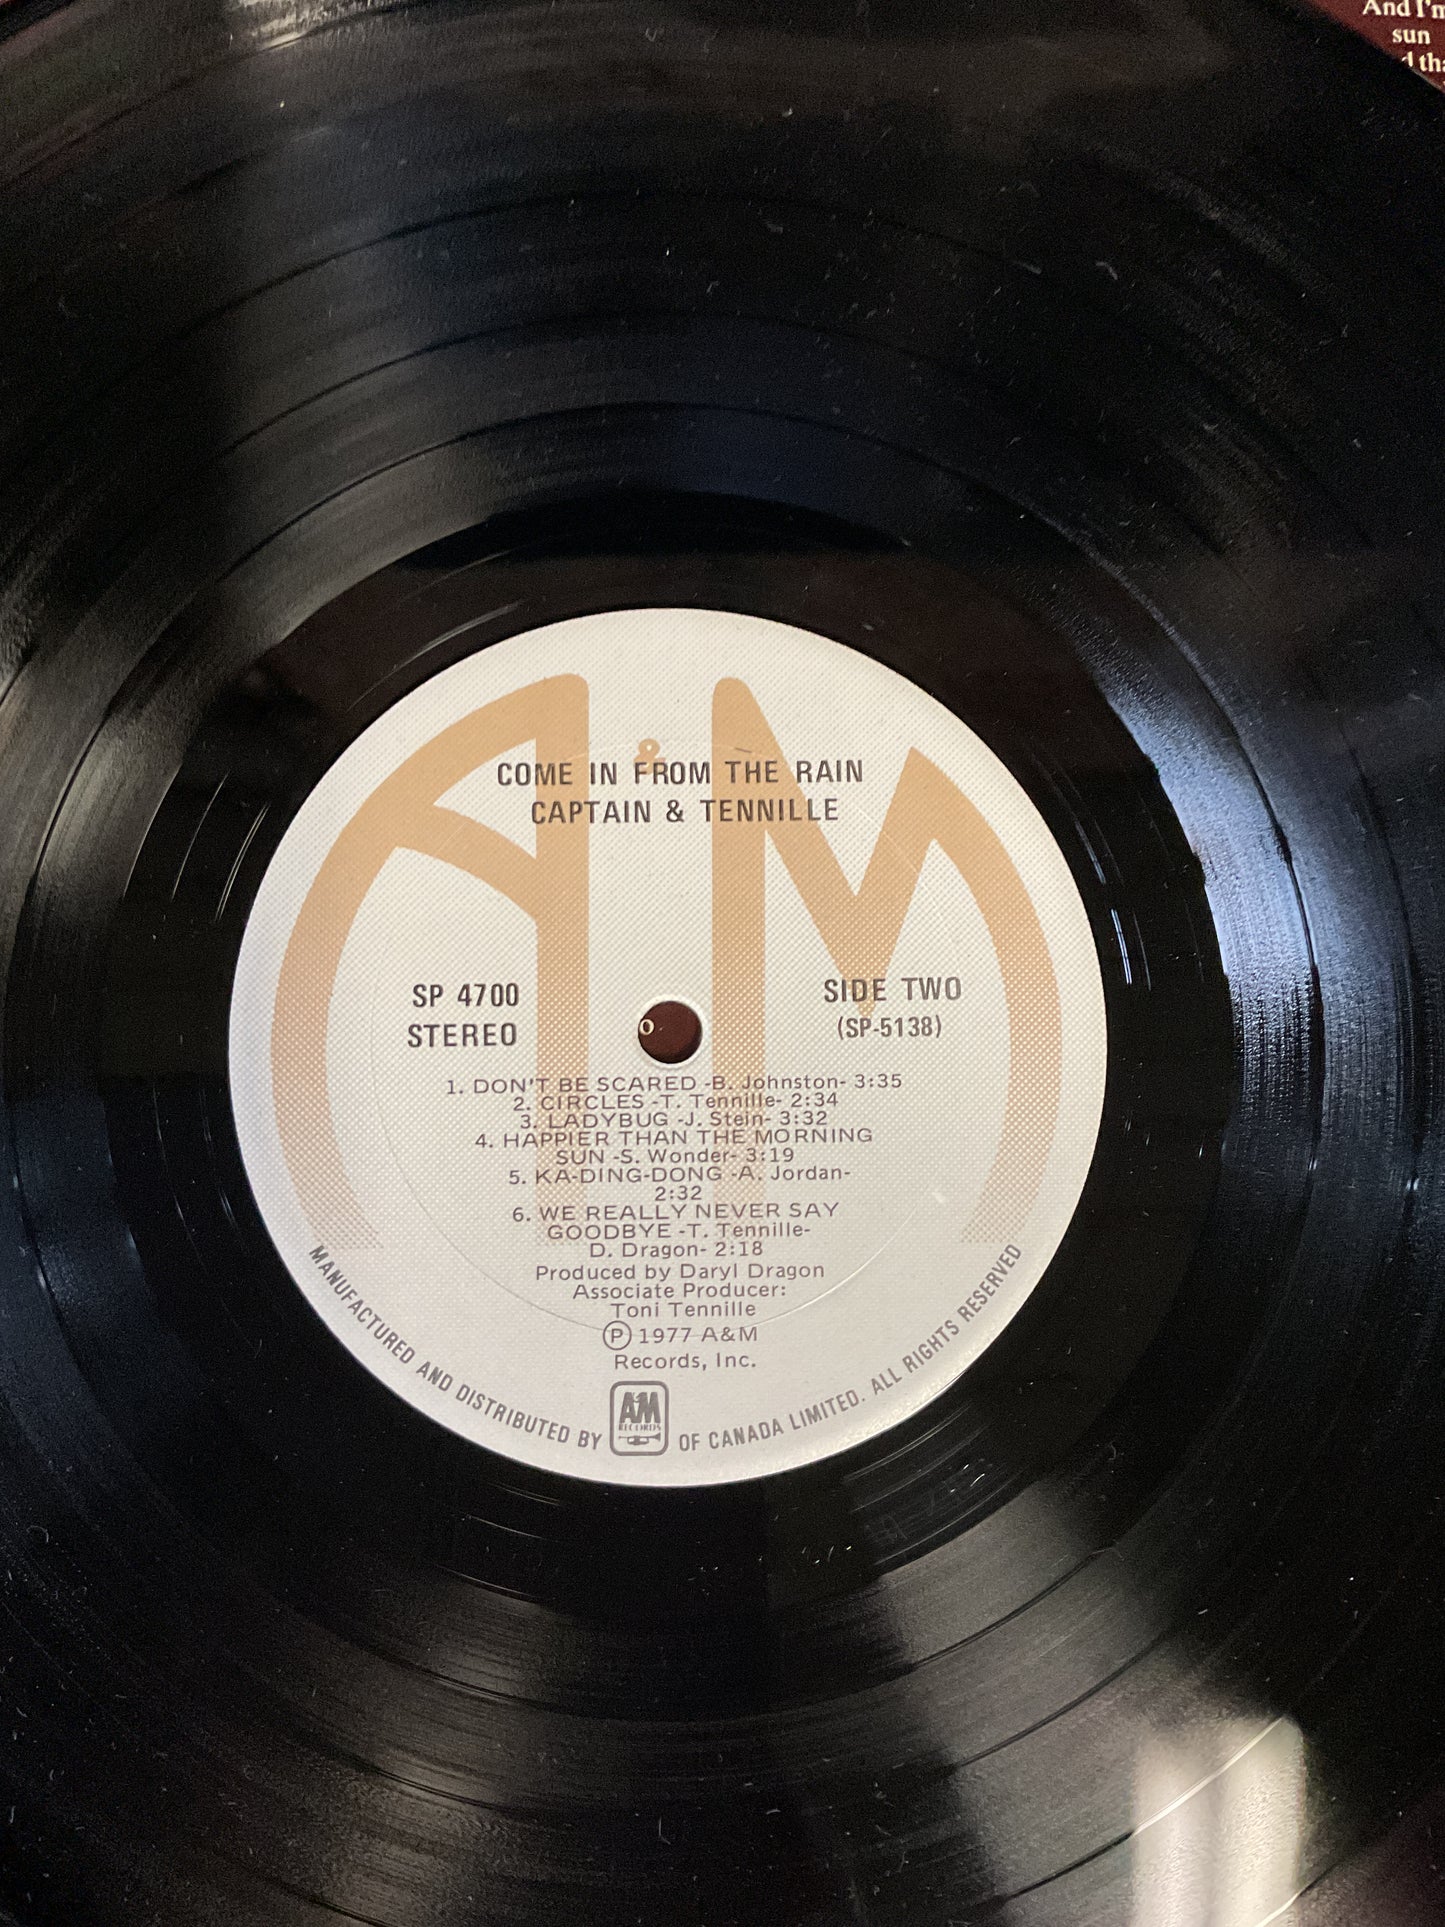 And I'm
sun
d tha
&
COME IN FROM THE RAIN
CAPTAIN & TENNILLE
SP 4700
STEREO
SIDE TWO
(SP-5138)
1. DON'T BE SCARED -B. Johnston- 3:35
2. CIRCLES -T. Tennille- 2:34
3. LADYBUG -J. Stein- 3:32
4. HAPPIER THAN THE MORNING
SUN -S. Wonder- 3:19
5. KA-DING-DONG -A. Jordan-
2:32
6. WE REALLY NEVER SAY
GOODBYE -T. Tennille-
D. Dragon- 2:18
Produced by Daryl Dragon
Associate Producer:
Toni Tennille
Ⓟ 1977 A&M
Records, Inc.
MANUFACTURED AND DISTRIBUTED BY A&M RECORDS OF CANADA LIMITED. ALL RIGHTS RESERVED